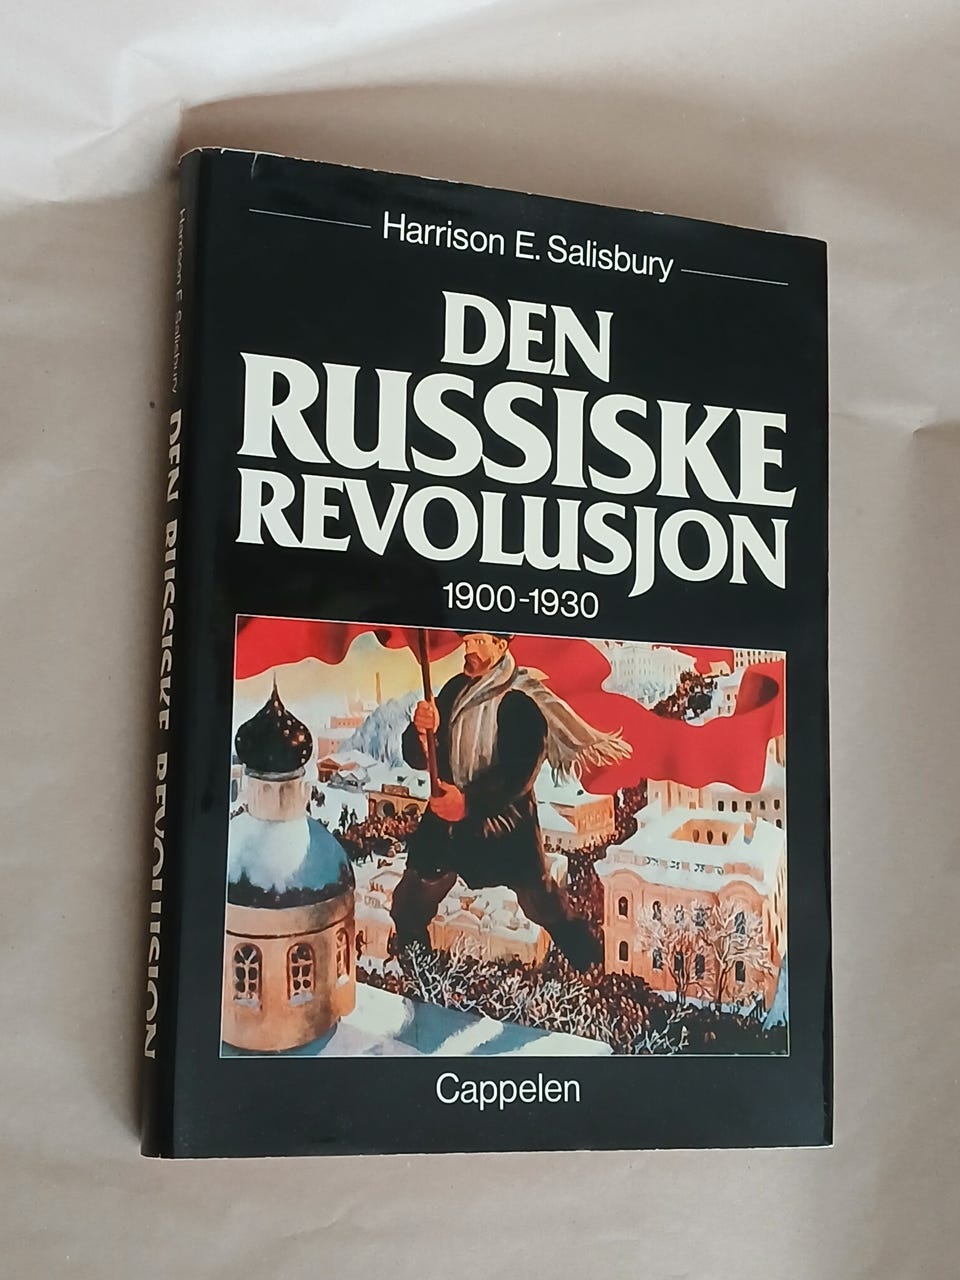 Harrison E. Salisbury
DEN
RUSSISKE
REVOLUSJON
1900-1930
Cappelen
Harrison E. Salisbury DEN RUSSISKE REVOLUSJON